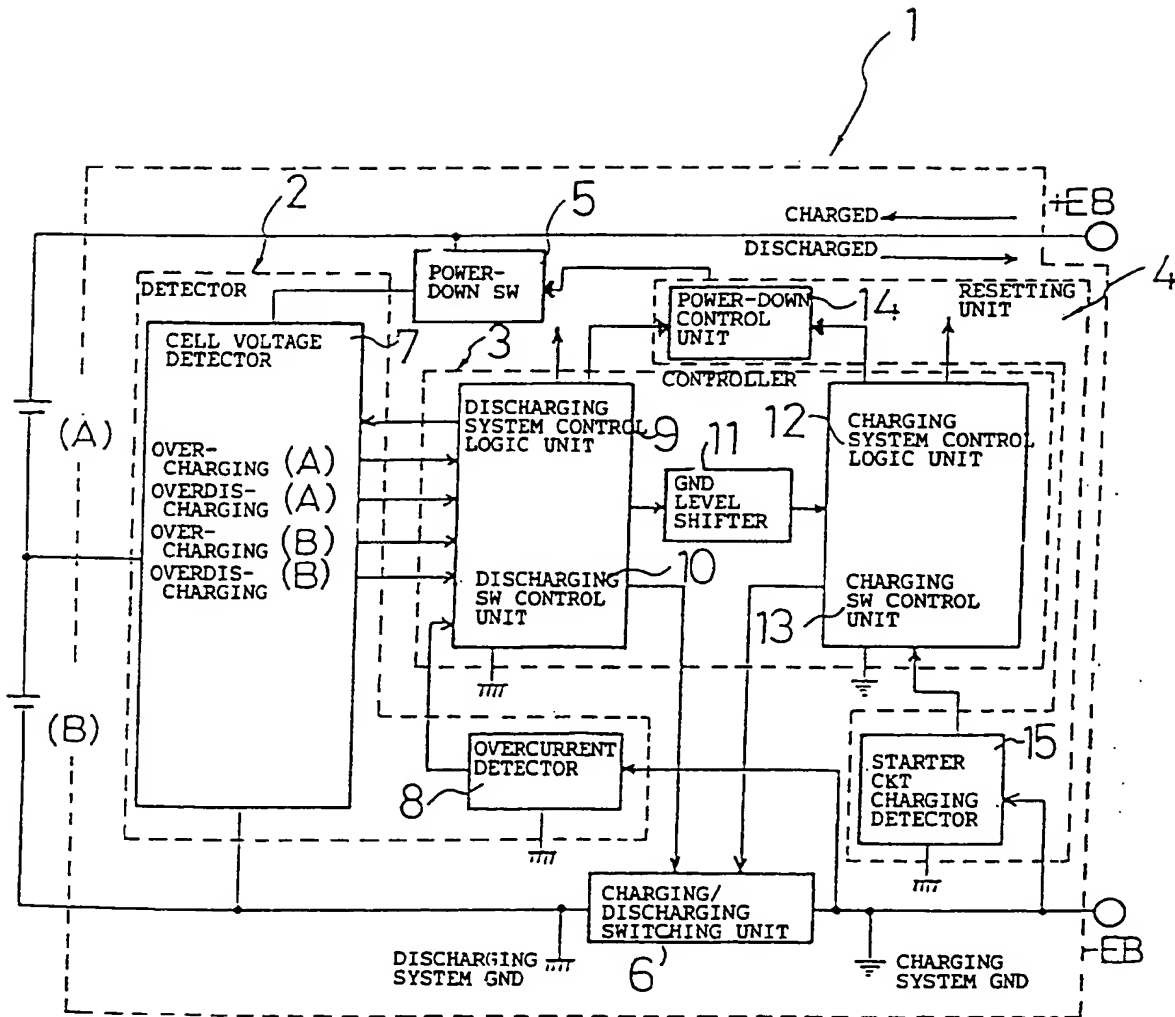 1
2
5
CHARGED
+EB
DISCHARGED
DETECTOR
POWER-
DOWN SW
POWER-DOWN
CONTROL
UNIT
14
RESETTING
UNIT
4
CELL VOLTAGE
DETECTOR
7
3
CONTROLLER
(A)
DISCHARGING
SYSTEM CONTROL
LOGIC UNIT
9
11
12
CHARGING
SYSTEM CONTROL
LOGIC UNIT
OVER-
CHARGING (A)
OVERDIS-
CHARGING (A)
OVER-
CHARGING (B)
OVERDIS-
CHARGING (B)
GND
LEVEL
SHIFTER
DISCHARGING
SW CONTROL
UNIT
10
CHARGING
SW CONTROL
UNIT
13
(B)
OVERCURRENT
DETECTOR
8
STARTER
CKT
CHARGING
DETECTOR
15
CHARGING/
DISCHARGING
SWITCHING UNIT
6'
DISCHARGING
SYSTEM GND
CHARGING
SYSTEM GND
-EB